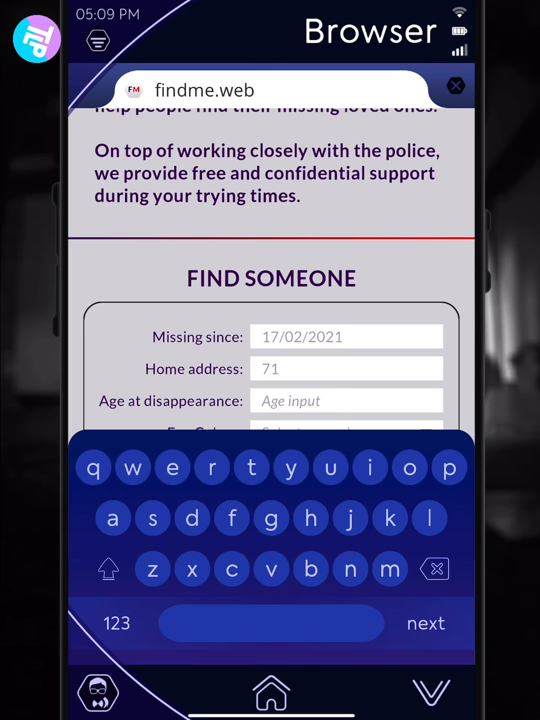 05:09 PM
Browser
FM findme.web
help people find their missing loved ones.
On top of working closely with the police,
we provide free and confidential support
during your trying times.
FIND SOMEONE
Missing since: 17/02/2021
Home address: 71
Age at disappearance: Age input
q w e r t y u i o p
a s d f g h j k l
z x c v b n m
123 next